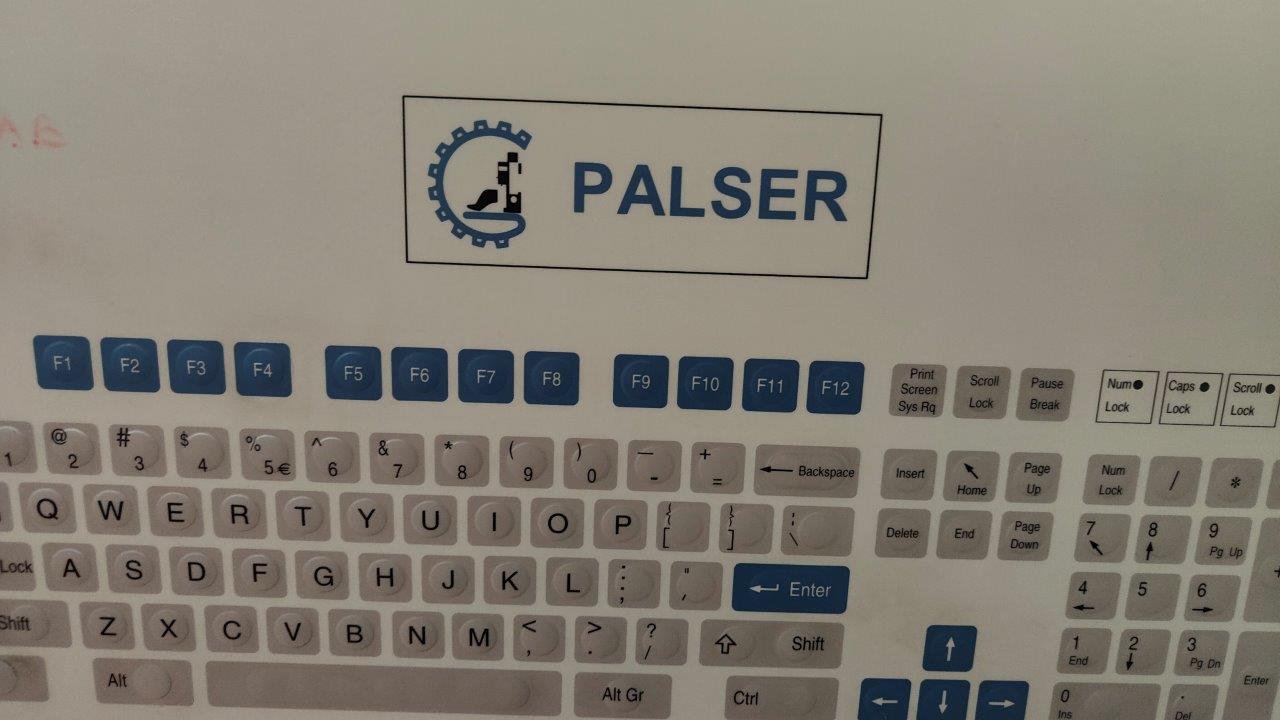 PALSER
F1 F2 F3 F4 F5 F6 F7 F8 F9 F10 F11 F12 Print Screen Sys Rq Scroll Lock Pause Break Num Lock Caps Lock Scroll Lock
1 @ 2 # 3 $ 4 % 5 € ^ 6 & 7 * 8 ( 9 ) 0 — - + = ← Backspace Insert ↖ Home Page Up Num Lock / *
Q W E R T Y U I O P { [ } ] ¦ \ Delete End Page Down 7 ↖ 8 ↑ 9 Pg Up
Lock A S D F G H J K L : ; " ' ↵ Enter 4 ← 5 6 → +
Shift Z X C V B N M < , > . ? / ⇧ Shift ↑ 1 End 2 ↓ 3 Pg Dn Enter
Alt Alt Gr Ctrl ← ↓ → 0 Ins . Del